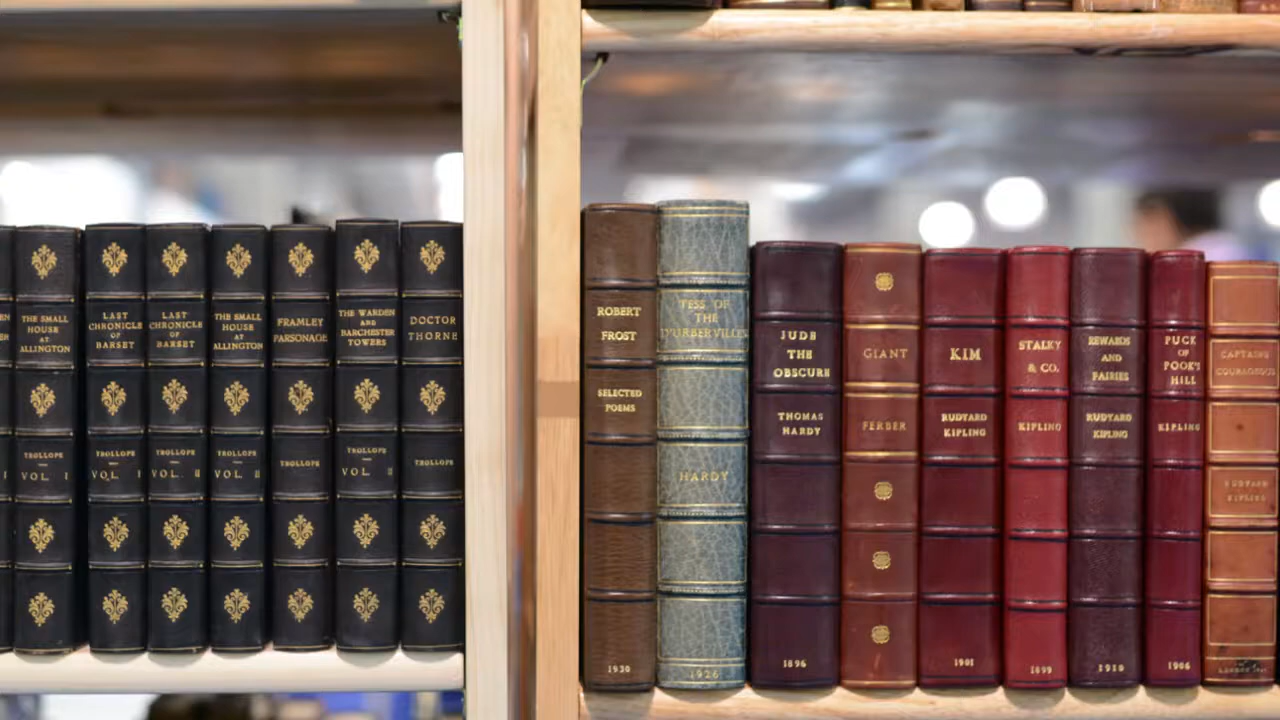 THE SMALL
HOUSE
AT
ALLINGTON
TROLLOPE
VOL. I
LAST
CHRONICLE
OF
BARSET
TROLLOPE
VOL. I
LAST
CHRONICLE
OF
BARSET
TROLLOPE
VOL. II
THE SMALL
HOUSE
AT
ALLINGTON
TROLLOPE
VOL. II
FRAMLEY
PARSONAGE
TROLLOPE
THE WARDEN
AND
BARCHESTER
TOWERS
TROLLOPE
VOL. II
DOCTOR
THORNE
TROLLOPE
ROBERT
FROST
SELECTED
POEMS
1930
TESS OF
THE
D'URBERVILLES
HARDY
1926
JUDE
THE
OBSCURE
THOMAS
HARDY
1896
GIANT
FERBER
KIM
RUDYARD
KIPLING
1901
STALKY
& CO.
KIPLING
1899
REWARDS
AND
FAIRIES
RUDYARD
KIPLING
1910
PUCK
OF
POOK'S
HILL
KIPLING
1906
CAPTAINS
COURAGEOUS
RUDYARD
KIPLING